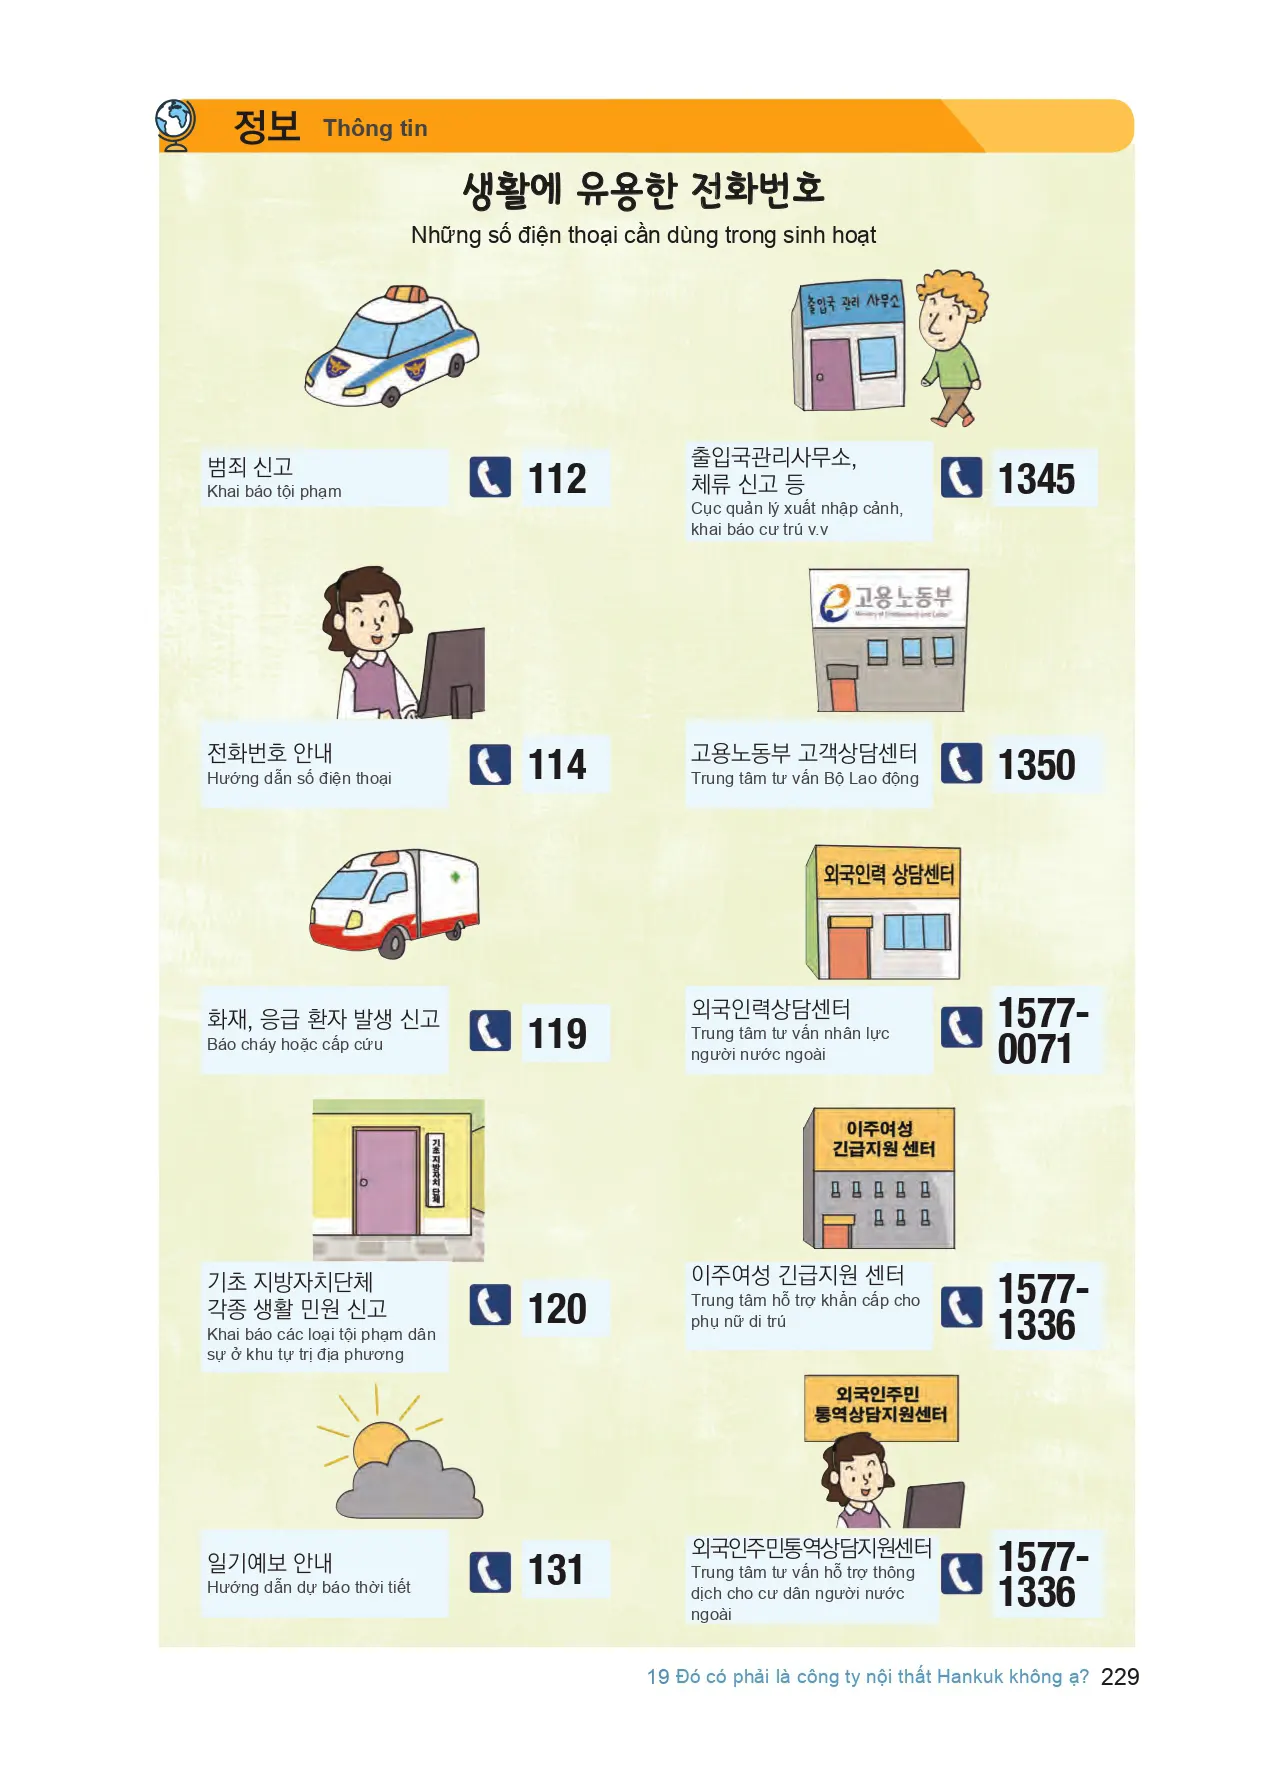 정보 Thông tin
생활에 유용한 전화번호
Những số điện thoại cần dùng trong sinh hoạt
범죄 신고
Khai báo tội phạm
112
출입국 관리 사무소
출입국관리사무소,
체류 신고 등
Cục quản lý xuất nhập cảnh,
khai báo cư trú v.v
1345
전화번호 안내
Hướng dẫn số điện thoại
114
고용노동부
Ministry of Employment and Labor
고용노동부 고객상담센터
Trung tâm tư vấn Bộ Lao động
1350
화재, 응급 환자 발생 신고
Báo cháy hoặc cấp cứu
119
외국인력 상담센터
외국인력상담센터
Trung tâm tư vấn nhân lực
người nước ngoài
1577-
0071
기초지방자치단체
기초 지방자치단체
각종 생활 민원 신고
Khai báo các loại tội phạm dân
sự ở khu tự trị địa phương
120
이주여성
긴급지원 센터
이주여성 긴급지원 센터
Trung tâm hỗ trợ khẩn cấp cho
phụ nữ di trú
1577-
1336
일기예보 안내
Hướng dẫn dự báo thời tiết
131
외국인주민
통역상담지원센터
외국인주민통역상담지원센터
Trung tâm tư vấn hỗ trợ thông
dịch cho cư dân người nước
ngoài
1577-
1336
19 Đó có phải là công ty nội thất Hankuk không ạ? 229